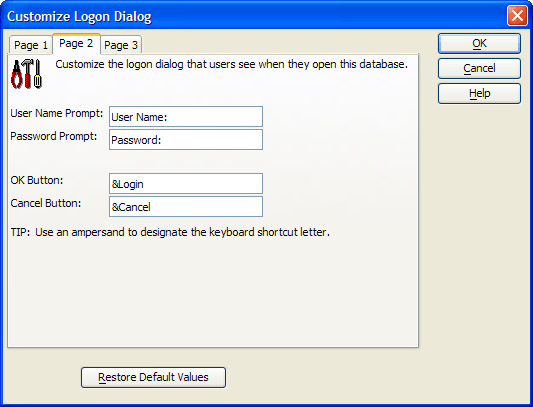 Customize Logon Dialog
Page 1 Page 2 Page 3
OK
Customize the logon dialog that users see when they open this database.
Cancel
Help
User Name Prompt: User Name:
Password Prompt: Password:
OK Button: &Login
Cancel Button: &Cancel
TIP: Use an ampersand to designate the keyboard shortcut letter.
Restore Default Values